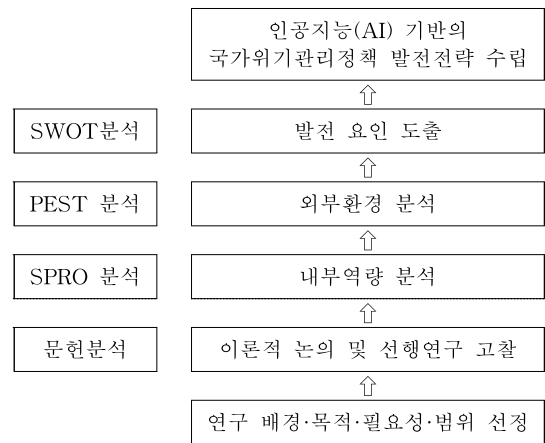 인공지능(AI) 기반의
국가위기관리정책 발전전략 수립
SWOT분석
발전 요인 도출
PEST 분석
외부환경 분석
SPRO 분석
내부역량 분석
문헌분석
이론적 논의 및 선행연구 고찰
연구 배경·목적·필요성·범위 선정